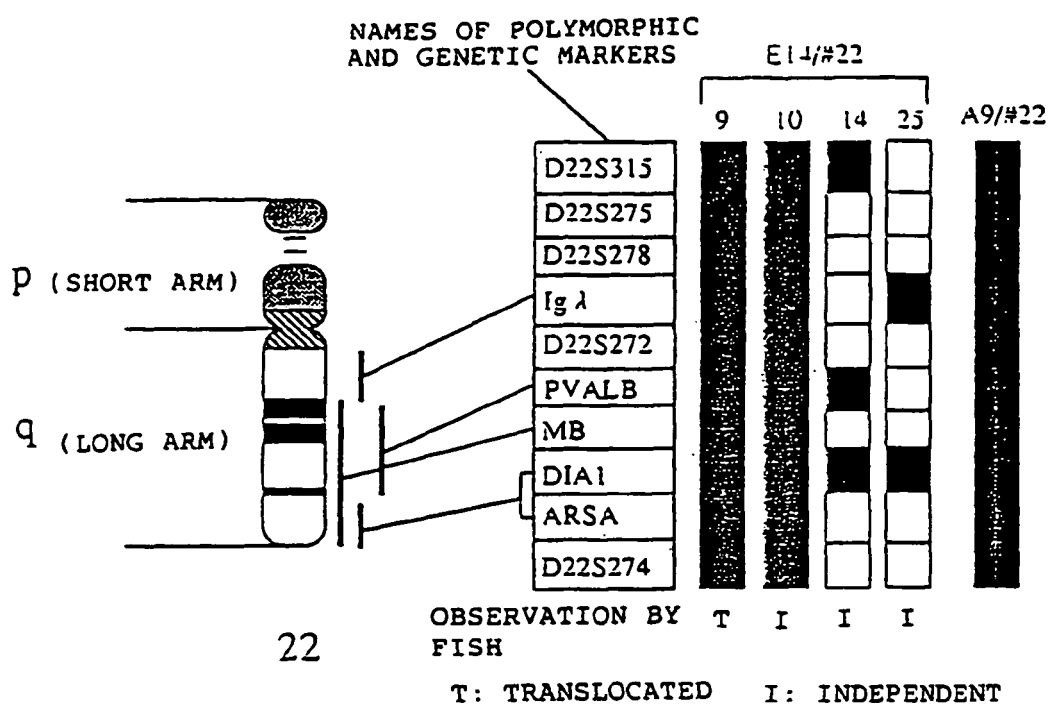 NAMES OF POLYMORPHIC
AND GENETIC MARKERS
E14/#22
9 10 14 25 A9/#22
D22S315
D22S275
D22S278
Igλ
D22S272
PVALB
MB
DIA1
ARSA
D22S274
p (SHORT ARM)
q (LONG ARM)
22
OBSERVATION BY
FISH
T I I I
T: TRANSLOCATED I: INDEPENDENT